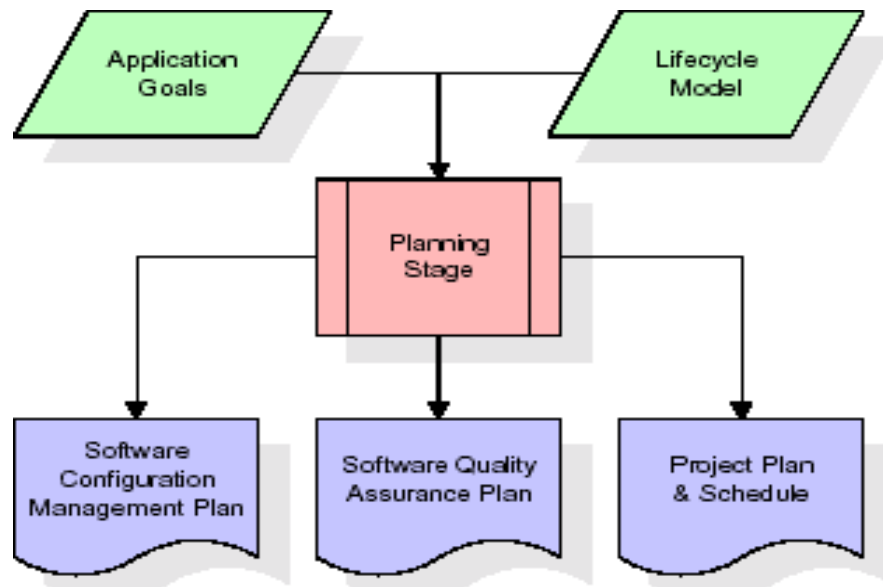 Application
Goals
Lifecycle
Model
Planning
Stage
Software
Configuration
Management Plan
Software Quality
Assurance Plan
Project Plan
& Schedule